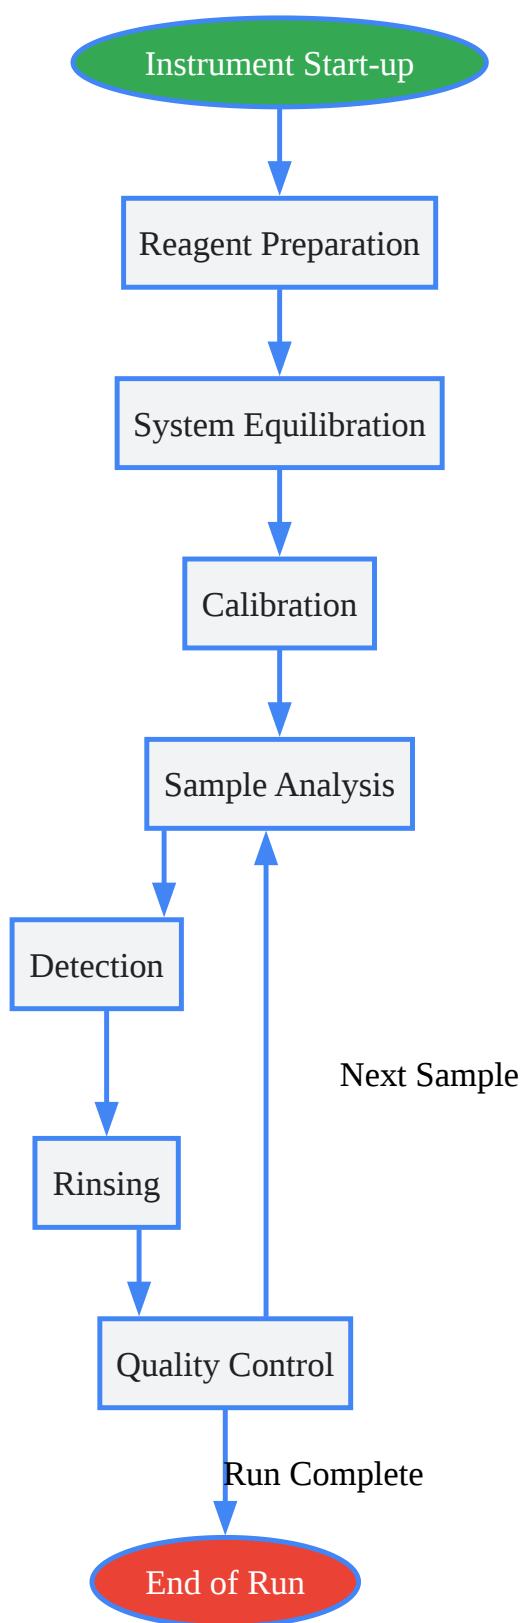 Instrument Start-up
Reagent Preparation
System Equilibration
Calibration
Sample Analysis
Detection
Next Sample
Rinsing
Quality Control
Run Complete
End of Run